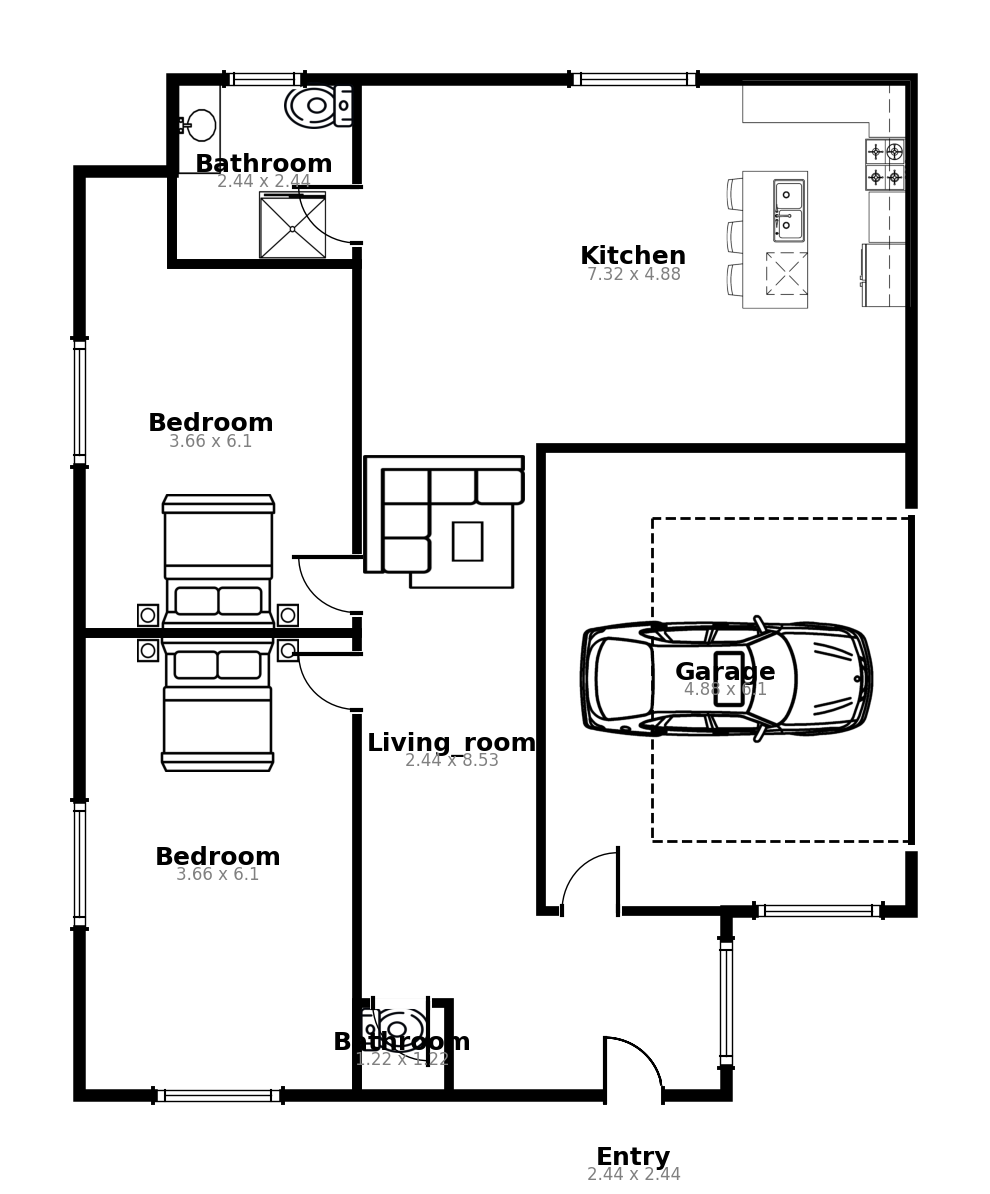 Bathroom
2.44 x 2.44
Kitchen
7.32 x 4.88
Bedroom
3.66 x 6.1
Garage
4.88 x 6.1
Living_room
2.44 x 8.53
Bedroom
3.66 x 6.1
Bathroom
1.22 x 1.22
Entry
2.44 x 2.44